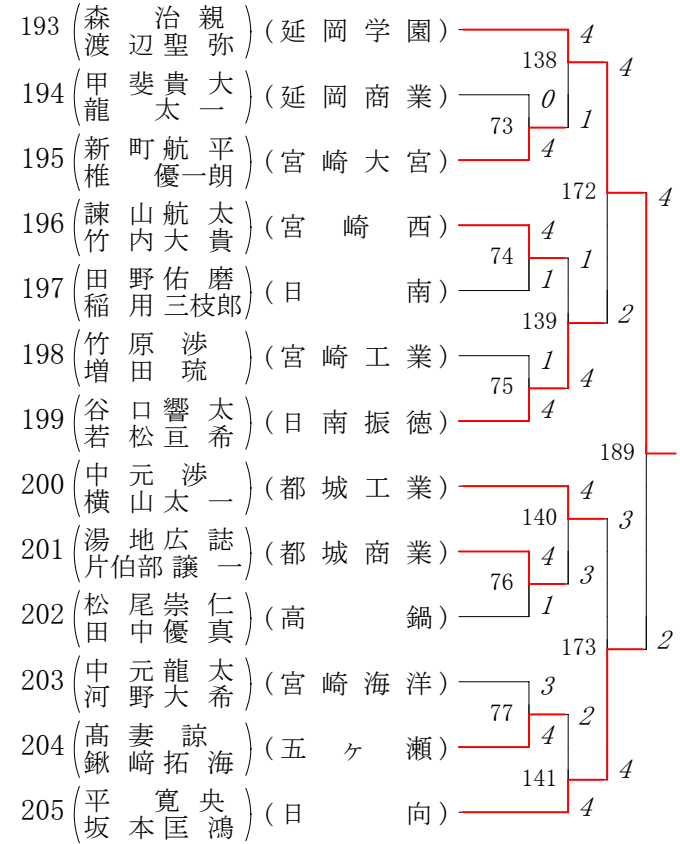 193 (森 治親 渡辺聖弥) (延岡学園)
4
138
4
194 (甲斐貴大 龍太一) (延岡商業)
0
73
1
4
195 (新町航平 椎優一朗) (宮崎大宮)
172
4
196 (諫山航太 竹内大貴) (宮崎西)
4
74
1
1
197 (田野佑磨 稲用三枝郎) (日南)
139
2
198 (竹原渉 増田琉) (宮崎工業)
1
75
4
4
199 (谷口響太 若松亘希) (日南振徳)
189
200 (中元渉 横山太一) (都城工業)
4
140
3
201 (湯地広誌 片伯部譲一) (都城商業)
4
76
3
1
202 (松尾崇仁 田中優真) (高鍋)
173
2
203 (中元龍太 河野大希) (宮崎海洋)
3
77
2
4
204 (髙妻諒 鍬﨑拓海) (五ヶ瀬)
141
4
205 (平寛央 坂本匡鴻) (日向)
4